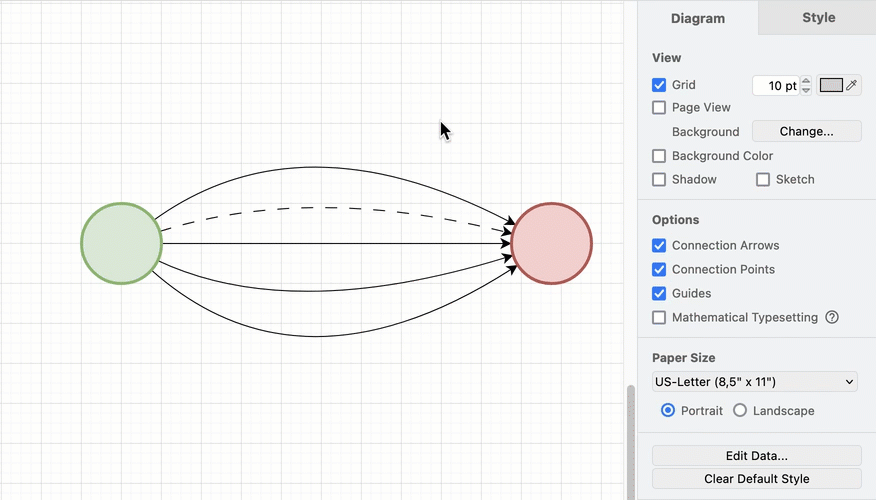 Diagram Style
View
Grid 10 pt
Page View
Background Change...
Background Color
Shadow Sketch
Options
Connection Arrows
Connection Points
Guides
Mathematical Typesetting ?
Paper Size
US-Letter (8,5" x 11")
Portrait Landscape
Edit Data...
Clear Default Style